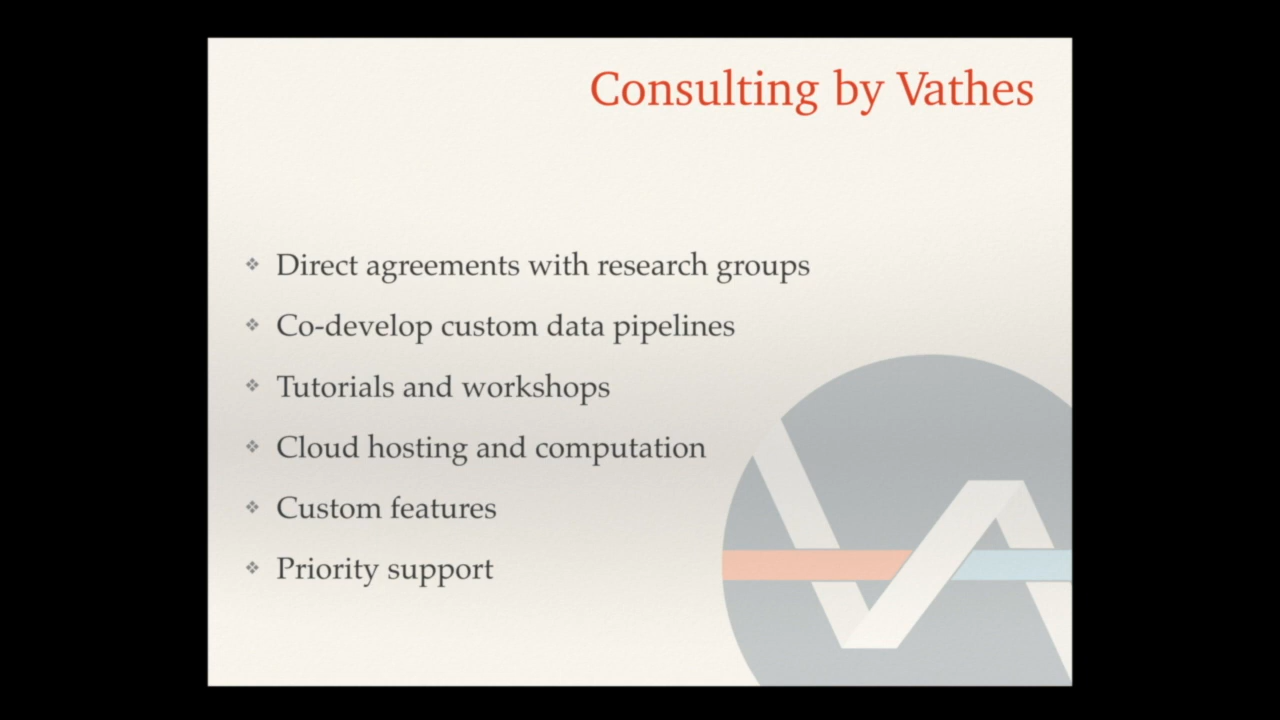 Consulting by Vathes
Direct agreements with research groups
Co-develop custom data pipelines
Tutorials and workshops
Cloud hosting and computation
Custom features
Priority support